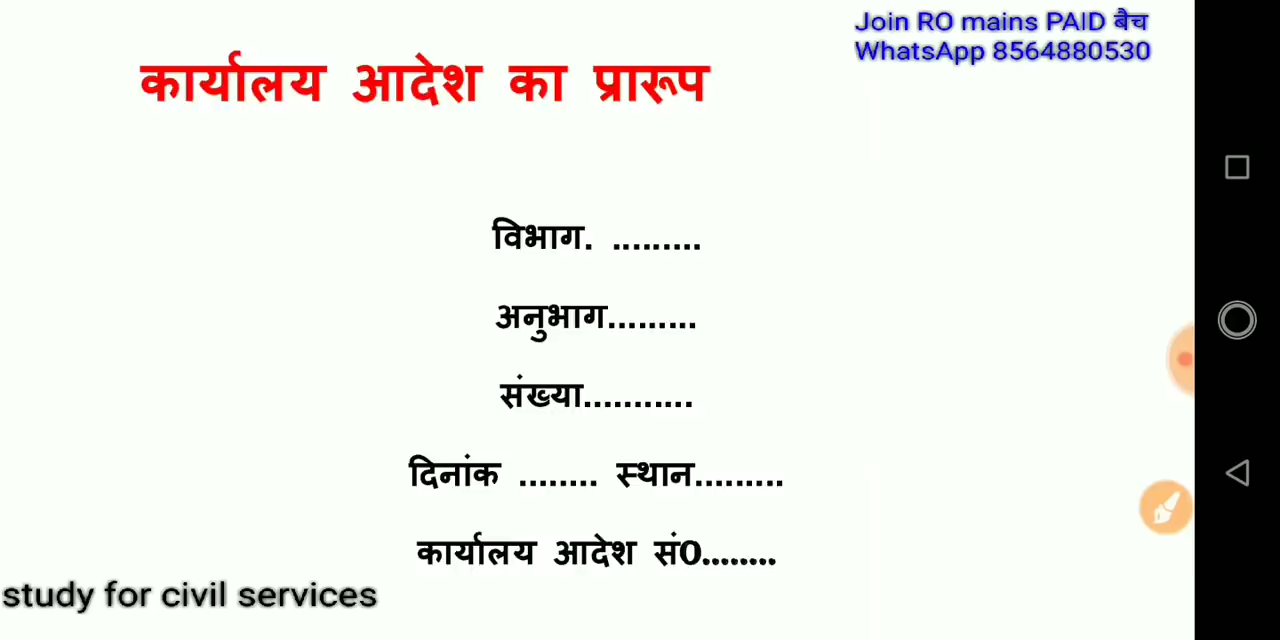 Join RO mains PAID बैच
WhatsApp 8564880530
कार्यालय आदेश का प्रारूप
विभाग. .........
अनुभाग.........
संख्या...........
दिनांक ........ स्थान.........
कार्यालय आदेश सं0........
study for civil services